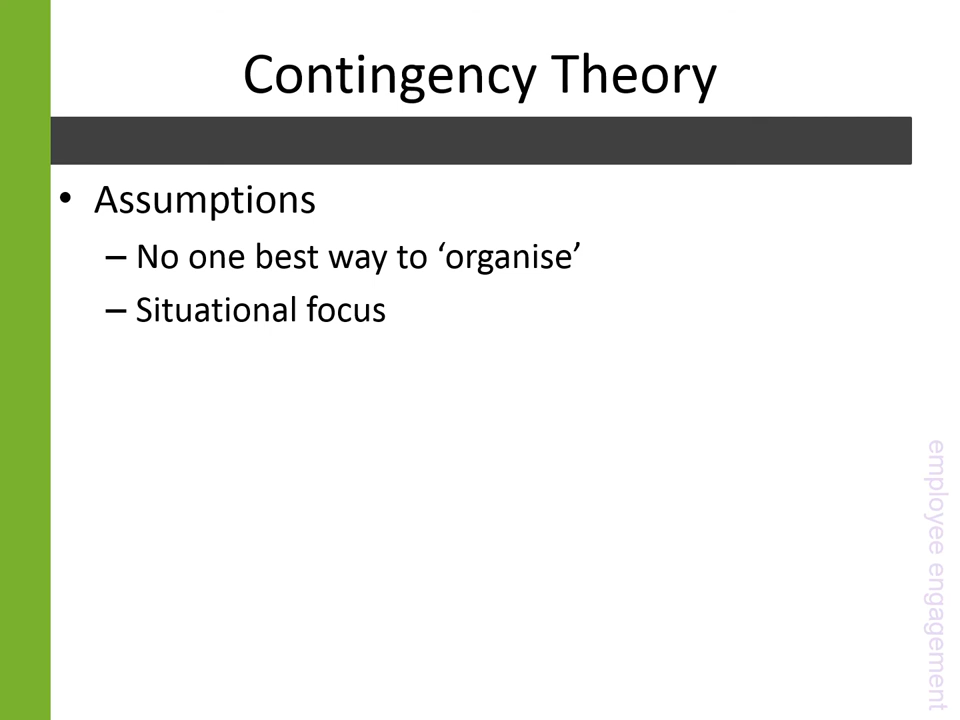 Contingency Theory
• Assumptions
– No one best way to ‘organise’
– Situational focus
employee engagement